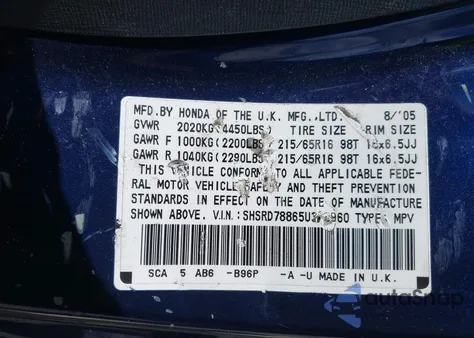 MFD.BY HONDA OF THE U.K. MFG.,LTD. 8/'05
GVWR 2020KG(4450LBS) TIRE SIZE RIM SIZE
GAWR F 1000KG(2200LBS) 215/65R16 98T 16x6.5JJ
GAWR R 1040KG(2290LBS) 215/65R16 98T 16x6.5JJ
THIS VEHICLE CONFORMS TO ALL APPLICABLE FEDE-
RAL MOTOR VEHICLE SAFETY AND THEFT PREVENTION
STANDARDS IN EFFECT ON THE DATE OF MANUFACTURE
SHOWN ABOVE. V.I.N.: TYPE: MPV
SCA 5 AB6 -B96P -A -U MADE IN U.K.
autoSnap